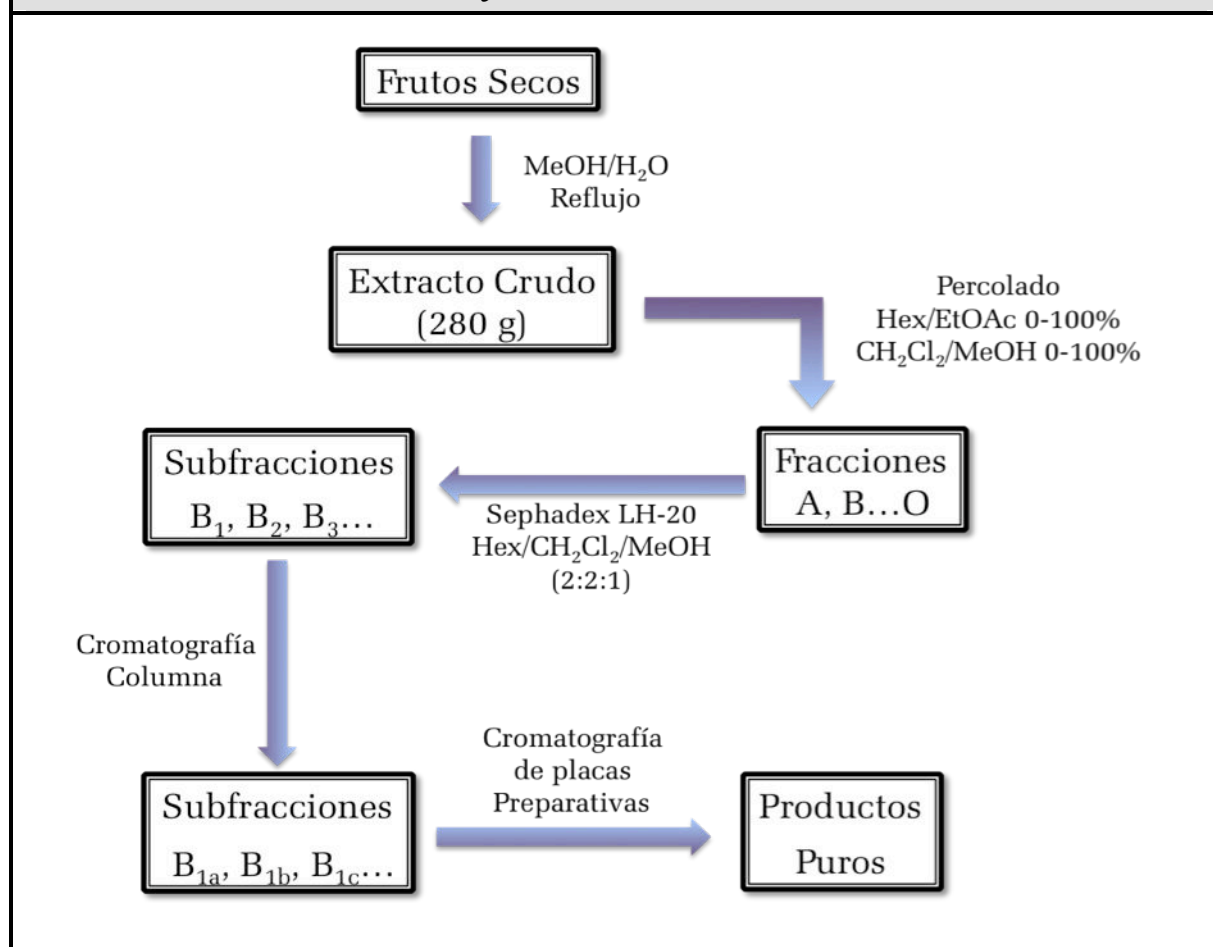 Frutos Secos
MeOH/H₂O
Reflujo
Extracto Crudo
(280 g)
Percolado
Hex/EtOAc 0-100%
CH₂Cl₂/MeOH 0-100%
Fracciones
A, B…O
Sephadex LH-20
Hex/CH₂Cl₂/MeOH
(2:2:1)
Subfracciones
B₁, B₂, B₃…
Cromatografía
Columna
Subfracciones
B₁ₐ, B₁b, B₁c…
Cromatografía
de placas
Preparativas
Productos
Puros